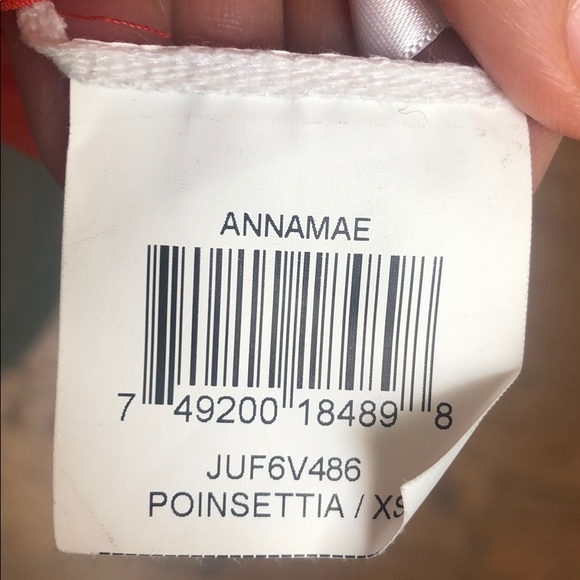 ANNAMAE
7 49200 18489 8
JUF6V486
POINSETTIA / XS